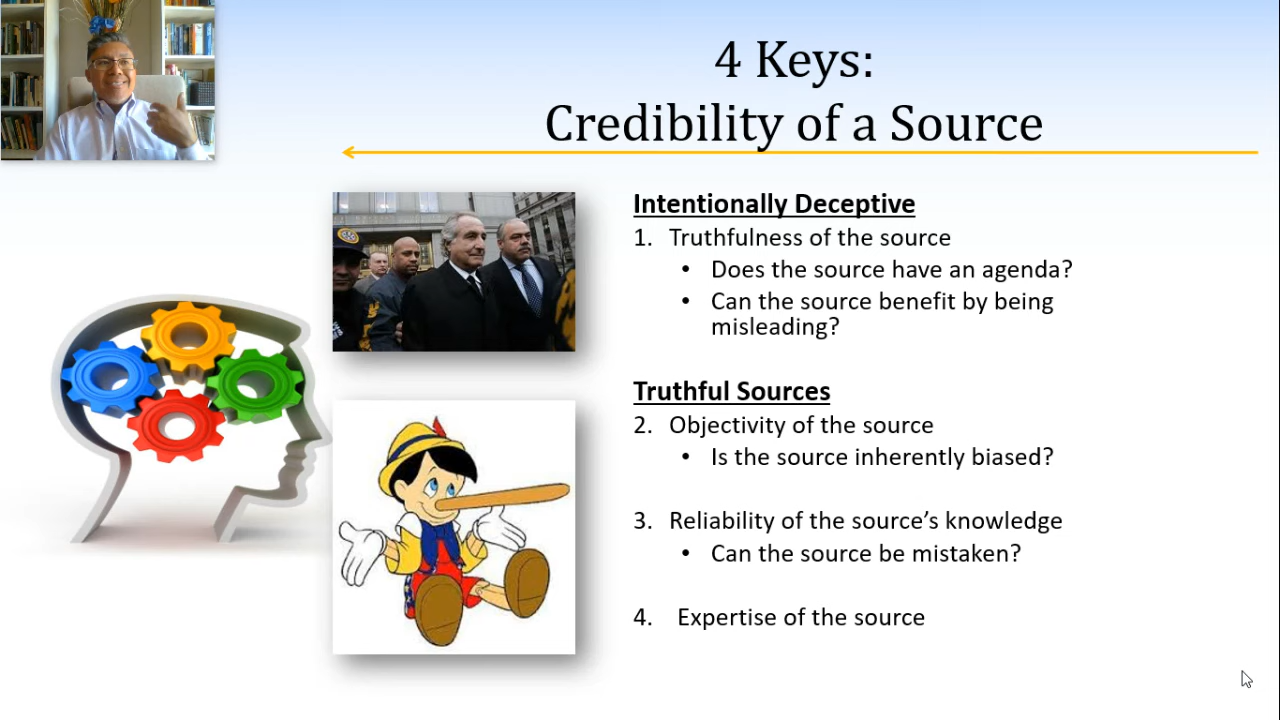 4 Keys:
Credibility of a Source
Intentionally Deceptive
1. Truthfulness of the source
• Does the source have an agenda?
• Can the source benefit by being
misleading?
Truthful Sources
2. Objectivity of the source
• Is the source inherently biased?
3. Reliability of the source’s knowledge
• Can the source be mistaken?
4. Expertise of the source